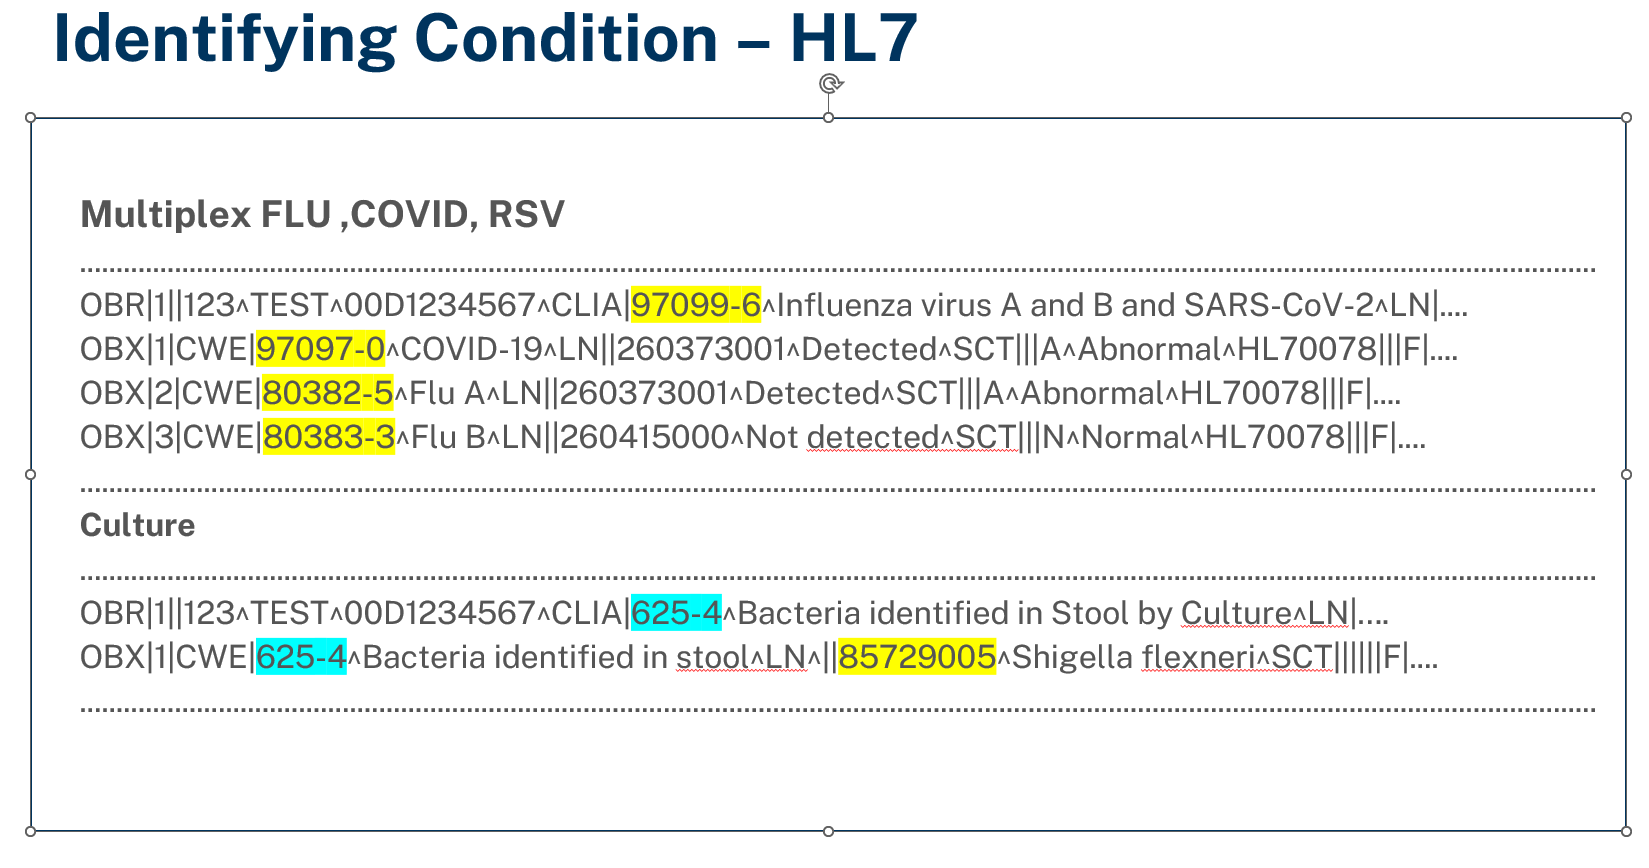 Identifying Condition – HL7
Multiplex FLU ,COVID, RSV
OBR|1||123^TEST^00D1234567^CLIA|97099-6^Influenza virus A and B and SARS-CoV-2^LN|....
OBX|1|CWE|97097-0^COVID-19^LN||260373001^Detected^SCT|||A^Abnormal^HL70078|||F|....
OBX|2|CWE|80382-5^Flu A^LN||260373001^Detected^SCT|||A^Abnormal^HL70078|||F|....
OBX|3|CWE|80383-3^Flu B^LN||260415000^Not detected^SCT|||N^Normal^HL70078|||F|....
Culture
OBR|1||123^TEST^00D1234567^CLIA|625-4^Bacteria identified in Stool by Culture^LN|....
OBX|1|CWE|625-4^Bacteria identified in stool^LN^||85729005^Shigella flexneri^SCT||||||F|....